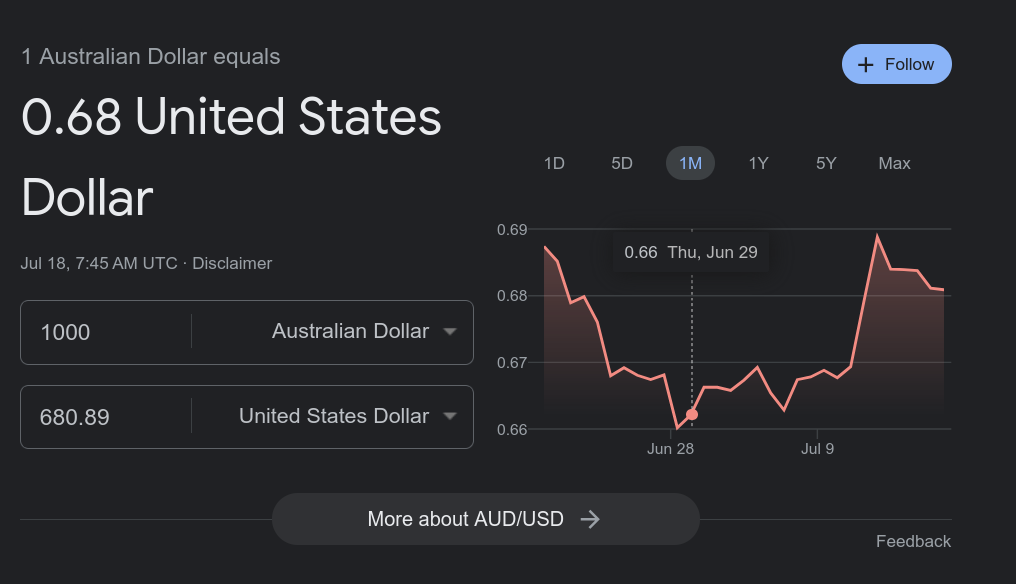 1 Australian Dollar equals
0.68 United States
Dollar
Jul 18, 7:45 AM UTC · Disclaimer
1000 Australian Dollar
680.89 United States Dollar
+ Follow
1D 5D 1M 1Y 5Y Max
0.69
0.66 Thu, Jun 29
0.68
0.67
0.66
Jun 28 Jul 9
More about AUD/USD →
Feedback